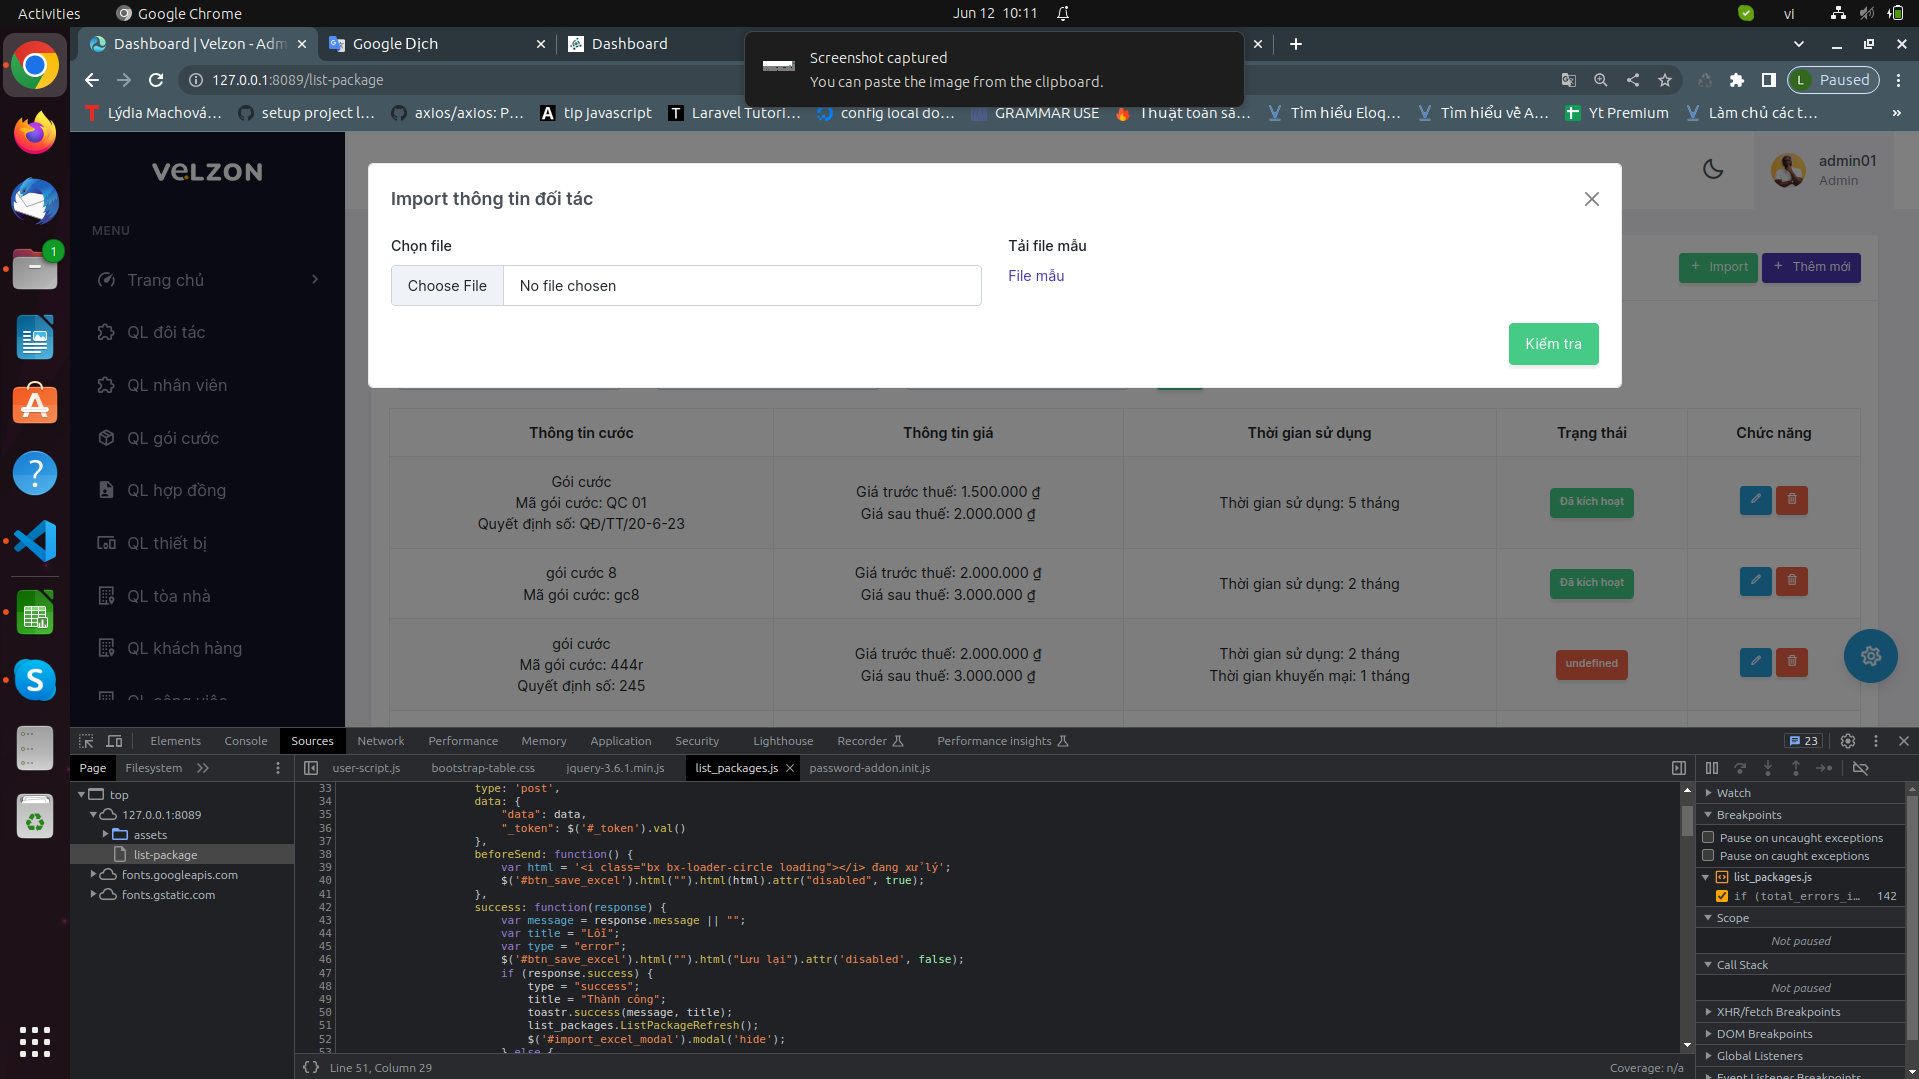 Activities
Google Chrome
Jun 12 10:11
vi
Dashboard | Velzon - Adm
Google Dịch
Dashboard
Screenshot captured
You can paste the image from the clipboard.
127.0.0.1:8089/list-package
L Paused
Lýdia Machová...
setup project l...
axios/axios: P...
tip javascript
Laravel Tutori...
config local do...
GRAMMAR USE
Thuật toán sắ...
Tìm hiểu Eloq...
Tìm hiểu về A...
Yt Premium
Làm chủ các t...
»
1
VELZON
MENU
Trang chủ
QL đôi tác
QL nhân viên
QL gói cước
QL hợp đồng
QL thiết bị
QL tòa nhà
QL khách hàng
admin01
Admin
Import thông tin đối tác
Chọn file
Choose File
No file chosen
Tải file mẫu
File mẫu
Kiểm tra
+ Import
+ Thêm mới
Thông tin cước
Thông tin giá
Thời gian sử dụng
Trạng thái
Chức năng
Gói cước
Mã gói cước: QC 01
Quyết định số: QĐ/TT/20-6-23
Giá trước thuế: 1.500.000 ₫
Giá sau thuế: 2.000.000 ₫
Thời gian sử dụng: 5 tháng
Đã kích hoạt
gói cước 8
Mã gói cước: gc8
Giá trước thuế: 2.000.000 ₫
Giá sau thuế: 3.000.000 ₫
Thời gian sử dụng: 2 tháng
Đã kích hoạt
gói cước
Mã gói cước: 444r
Quyết định số: 245
Giá trước thuế: 2.000.000 ₫
Giá sau thuế: 3.000.000 ₫
Thời gian sử dụng: 2 tháng
Thời gian khuyến mại: 1 tháng
undefined
Elements
Console
Sources
Network
Performance
Memory
Application
Security
Lighthouse
Recorder
Performance insights
23
Page
Filesystem
user-script.js
bootstrap-table.css
jquery-3.6.1.min.js
list_packages.js
password-addon.init.js
top
127.0.0.1:8089
assets
list-package
fonts.googleapis.com
fonts.gstatic.com
33 type: 'post',
34 data: {
35 "data": data,
36 "_token": $('#_token').val()
37 },
38 beforeSend: function() {
39 var html = '<i class="bx bx-loader-circle loading"></i> đang xử lý';
40 $('#btn_save_excel').html("").html(html).attr("disabled", true);
41 },
42 success: function(response) {
43 var message = response.message || "";
44 var title = "Lỗi";
45 var type = "error";
46 $('#btn_save_excel').html("").html("Lưu lại").attr('disabled', false);
47 if (response.success) {
48 type = "success";
49 title = "Thành công";
50 toastr.success(message, title);
51 list_packages.ListPackageRefresh();
52 $('#import_excel_modal').modal('hide');
53 } else {
{ } Line 51, Column 29
Coverage: n/a
Watch
Breakpoints
Pause on uncaught exceptions
Pause on caught exceptions
list_packages.js
if (total_errors_i... 142
Scope
Not paused
Call Stack
Not paused
XHR/fetch Breakpoints
DOM Breakpoints
Global Listeners
Event Listener Breakpoints